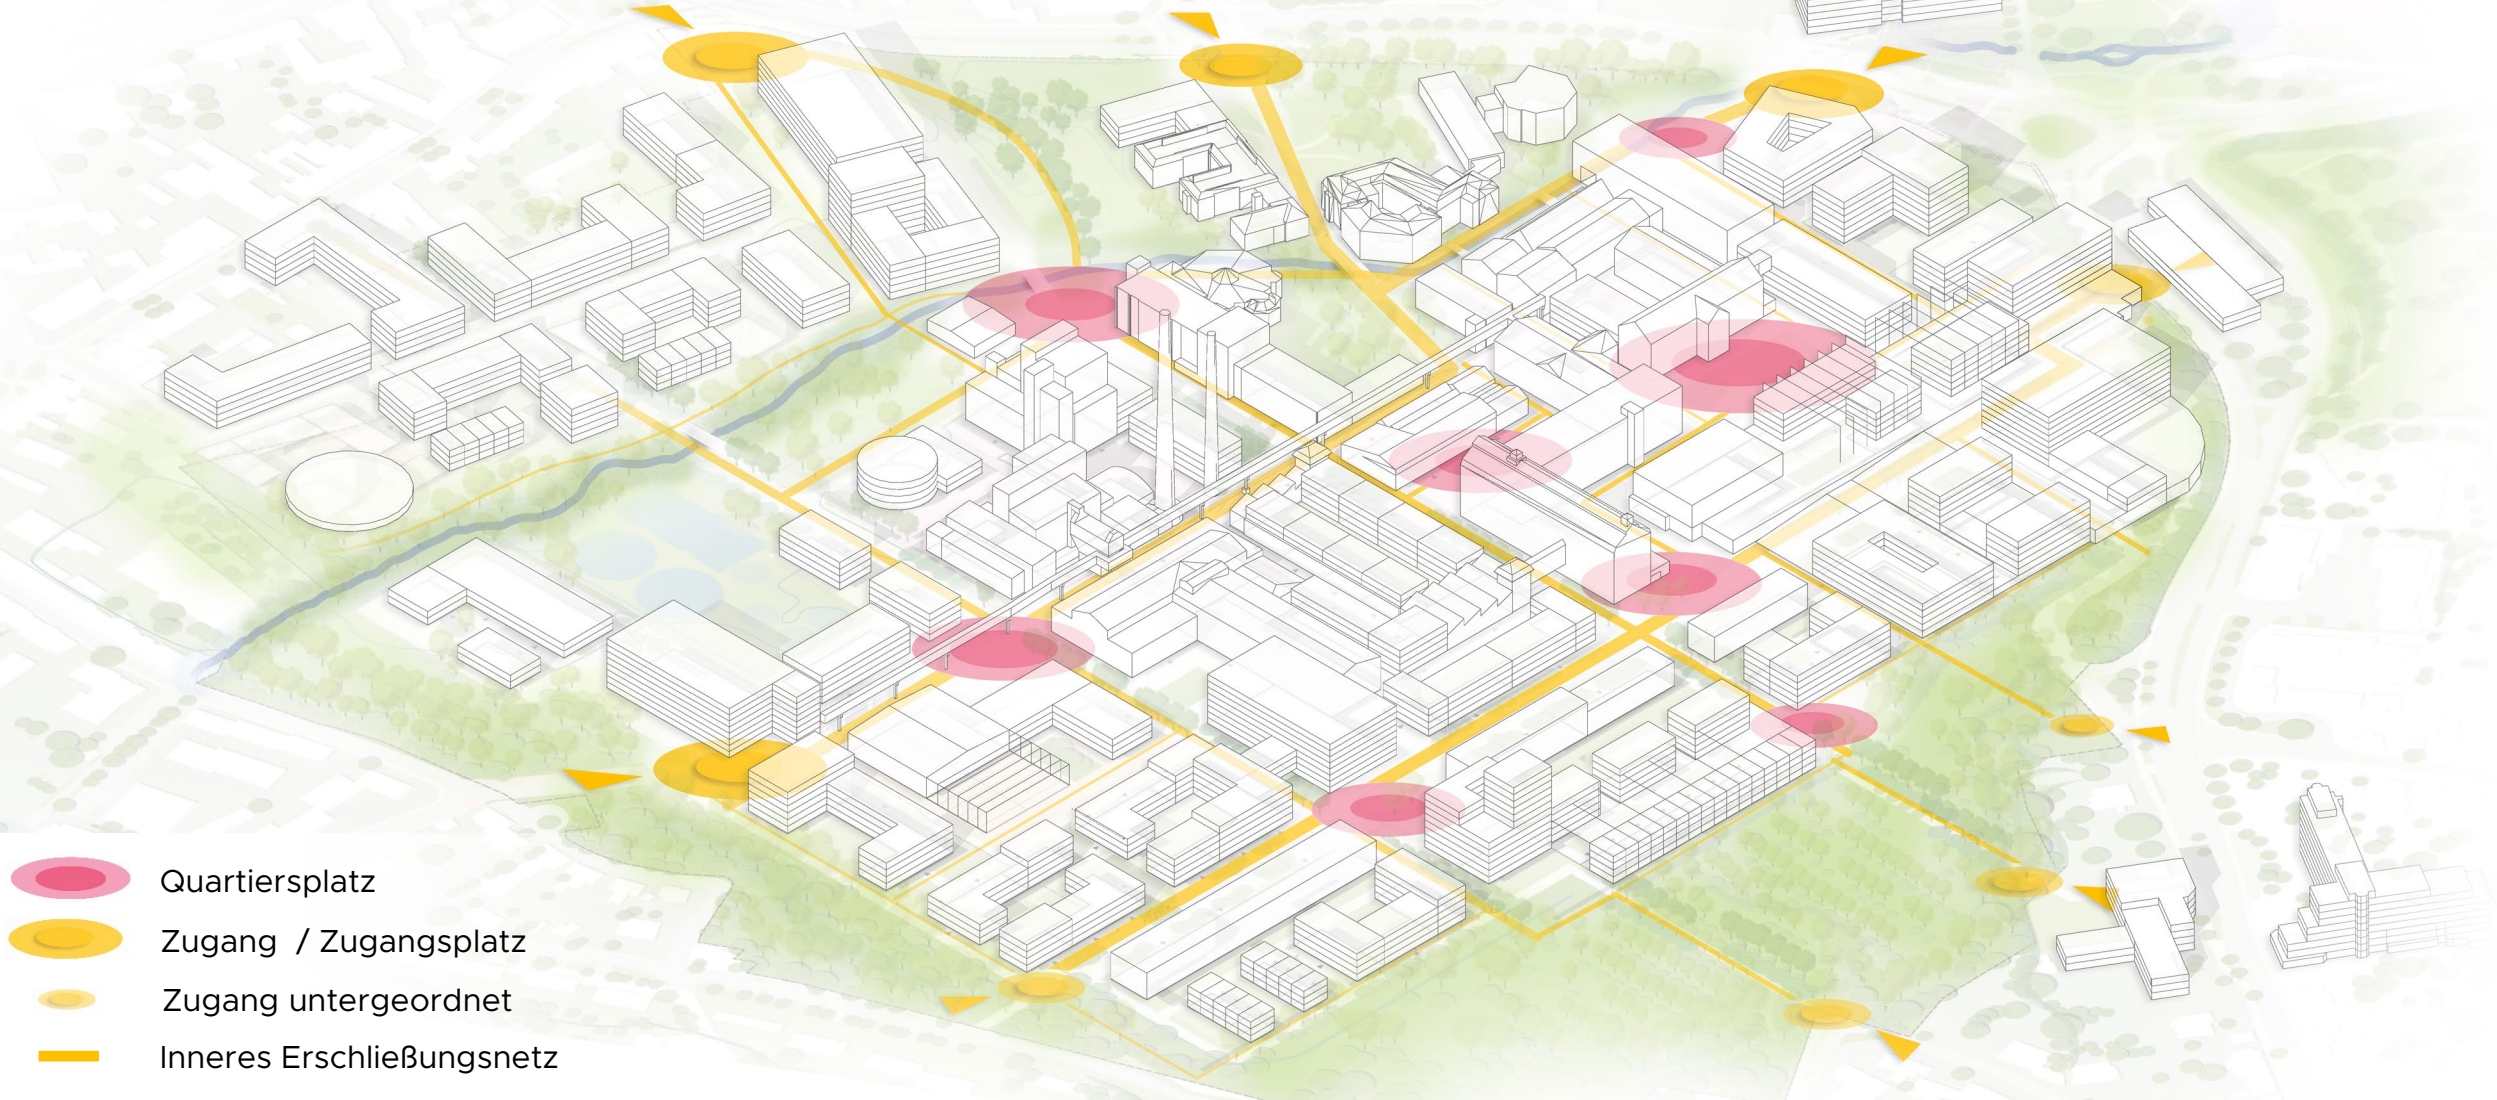 Quartiersplatz
Zugang / Zugangsplatz
Zugang untergeordnet
Inneres Erschließungsnetz